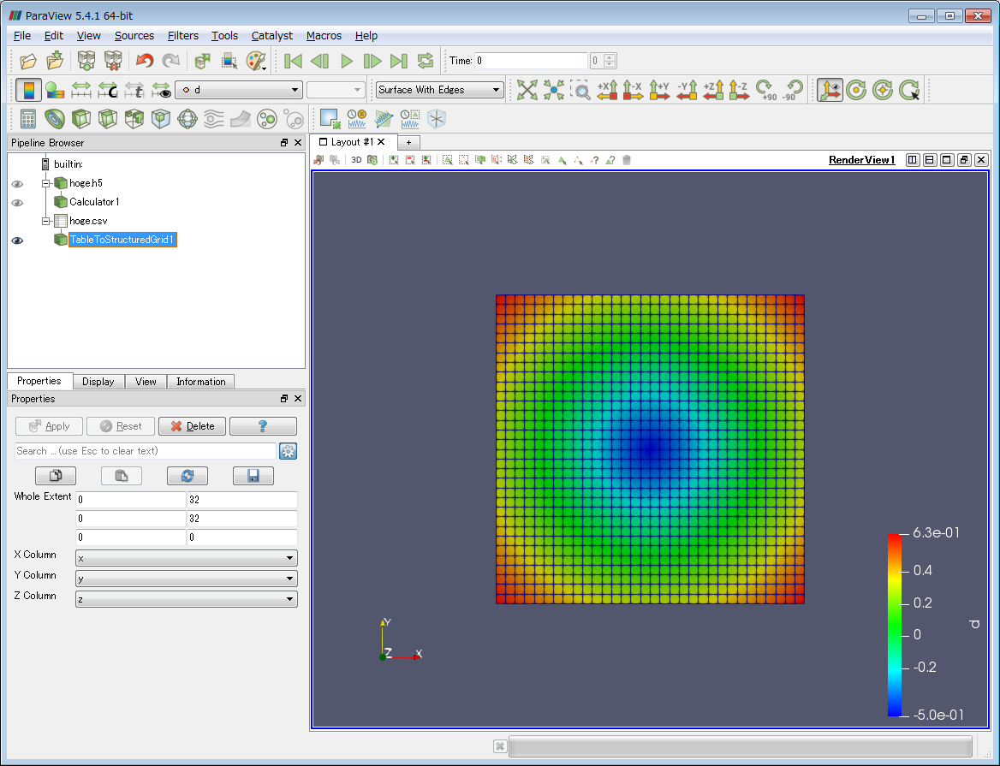 ParaView 5.4.1 64-bit
File Edit View Sources Filters Tools Catalyst Macros Help
Time: 0 0
d Surface With Edges +X -X +Y -Y +Z -Z +90 -90
Pipeline Browser
Layout #1 +
3D RenderView1
builtin:
hoge.h5
Calculator1
hoge.csv
TableToStructuredGrid1
Properties Display View Information
Properties
Apply Reset Delete ?
Search ... (use Esc to clear text)
Whole Extent 0 32
0 32
0 0
X Column x
Y Column y
Z Column z
Y
Z X
6.3e-01
0.4
0.2
0
-0.2
-5.0e-01
d